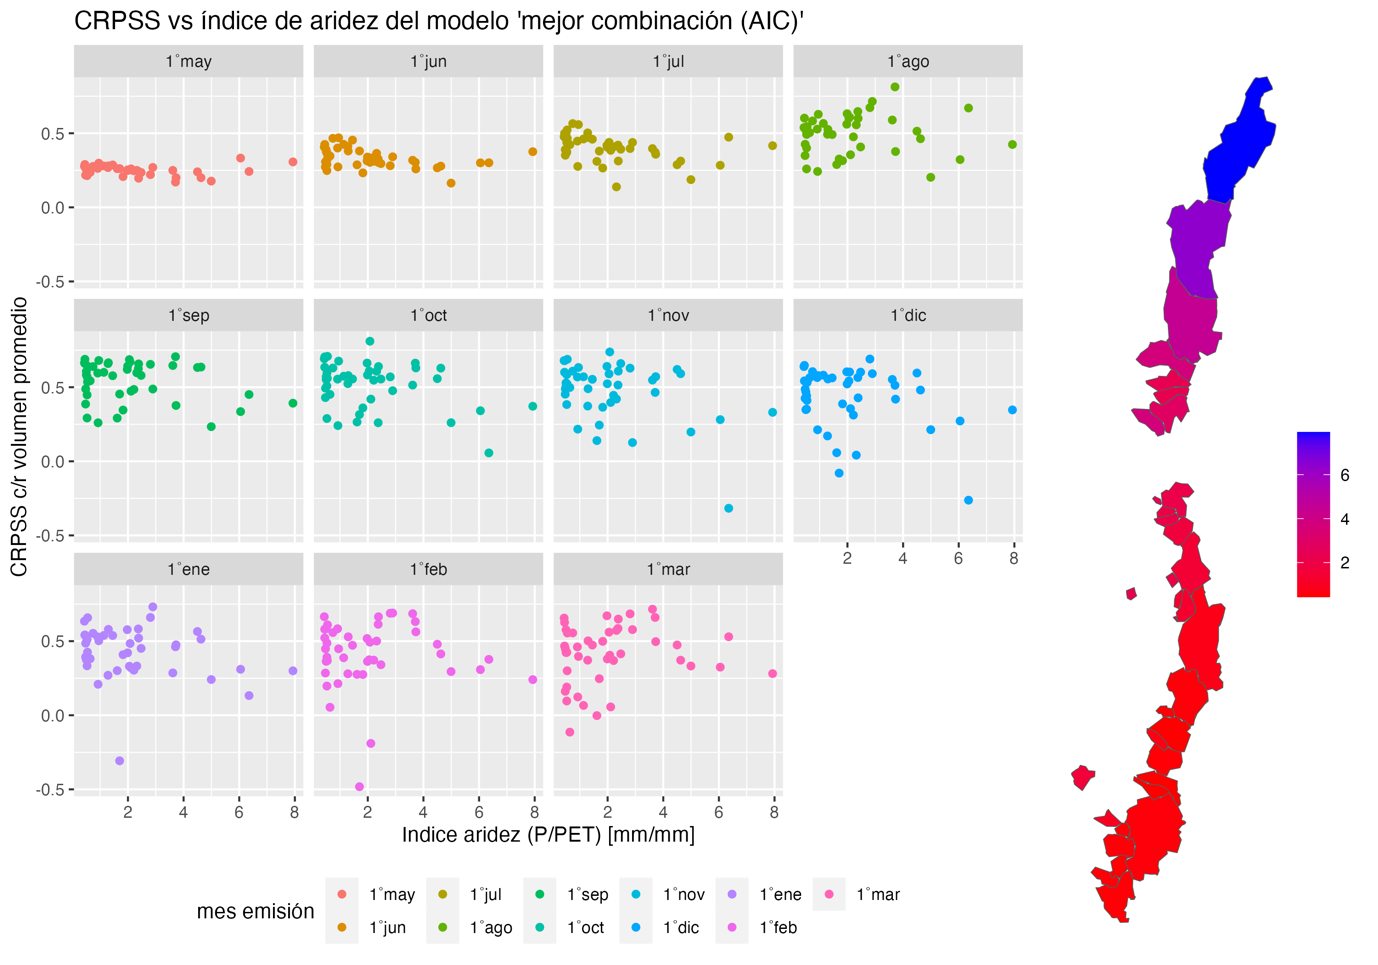 CRPSS vs índice de aridez del modelo 'mejor combinación (AIC)'
1°may 1°jun 1°jul 1°ago
0.5
0.0
-0.5
1°sep 1°oct 1°nov 1°dic
0.5
0.0
-0.5
2 4 6 8
1°ene 1°feb 1°mar
0.5
0.0
-0.5
2 4 6 8 2 4 6 8 2 4 6 8
CRPSS c/r volumen promedio
Indice aridez (P/PET) [mm/mm]
mes emisión
1°may 1°jul 1°sep 1°nov 1°ene 1°mar
1°jun 1°ago 1°oct 1°dic 1°feb
6
4
2